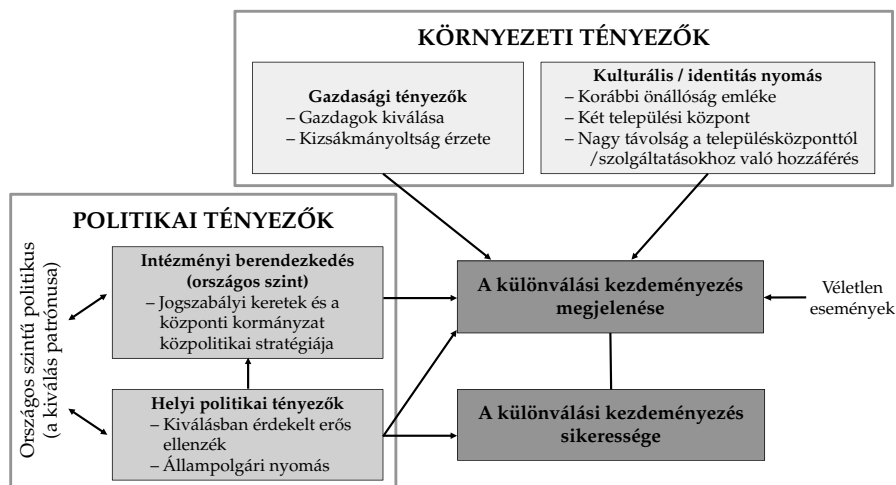 KÖRNYEZETI TÉNYEZŐK
Gazdasági tényezők
– Gazdagok kiválása
– Kizsákmányoltság érzete
Kulturális / identitás nyomás
– Korábbi önállóság emléke
– Két települési központ
– Nagy távolság a településközponttól
/szolgáltatásokhoz való hozzáférés
POLITIKAI TÉNYEZŐK
Országos szintű politikus
(a kiválás patrónusa)
Intézményi berendezkedés
(országos szint)
– Jogszabályi keretek és a
központi kormányzat
közpolitikai stratégiája
Helyi politikai tényezők
– Kiválásban érdekelt erős
ellenzék
– Állampolgári nyomás
A különválási kezdeményezés
megjelenése
Véletlen
események
A különválási kezdeményezés
sikeressége